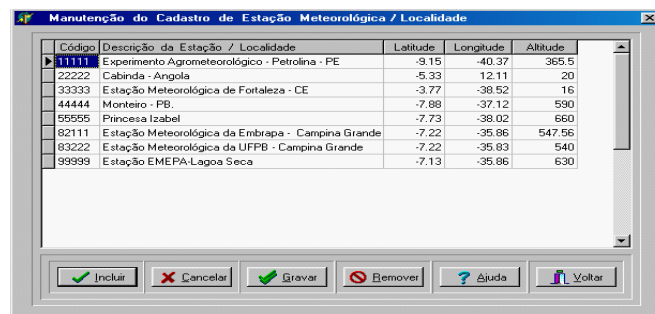 Manutenção do Cadastro de Estação Meteorológica / Localidade
Código Descrição da Estação / Localidade Latitude Longitude Altitude
11111 Experimento Agrometeorológico - Petrolina - PE -9.15 -40.37 365.5
22222 Cabinda - Angola -5.33 12.11 20
33333 Estação Meteorológica de Fortaleza - CE -3.77 -38.52 16
44444 Monteiro - PB. -7.88 -37.12 590
55555 Princesa Izabel -7.73 -38.02 660
82111 Estação Meteorológica da Embrapa - Campina Grande -7.22 -35.86 547.56
83222 Estação Meteorológica da UFPB - Campina Grande -7.22 -35.83 540
99999 Estação EMEPA-Lagoa Seca -7.13 -35.86 630
Incluir Cancelar Gravar Remover Ajuda Voltar